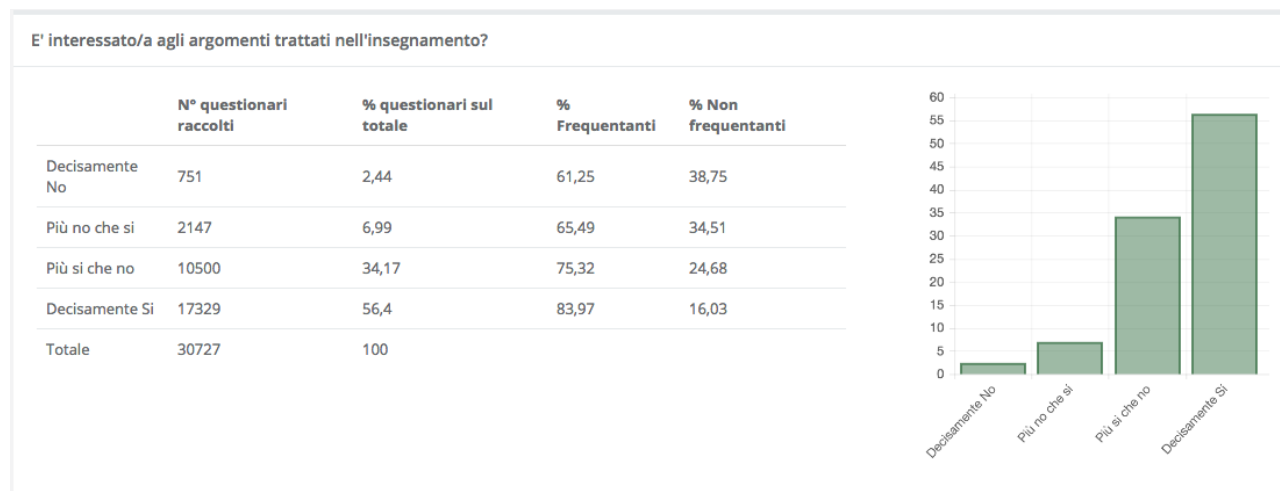 E' interessato/a agli argomenti trattati nell'insegnamento?
N° questionari raccolti % questionari sul totale % Frequentanti % Non frequentanti
Decisamente No 751 2,44 61,25 38,75
Più no che si 2147 6,99 65,49 34,51
Più si che no 10500 34,17 75,32 24,68
Decisamente Si 17329 56,4 83,97 16,03
Totale 30727 100
60
55
50
45
40
35
30
25
20
15
10
5
0
Decisamente No
Più no che si
Più si che no
Decisamente Si